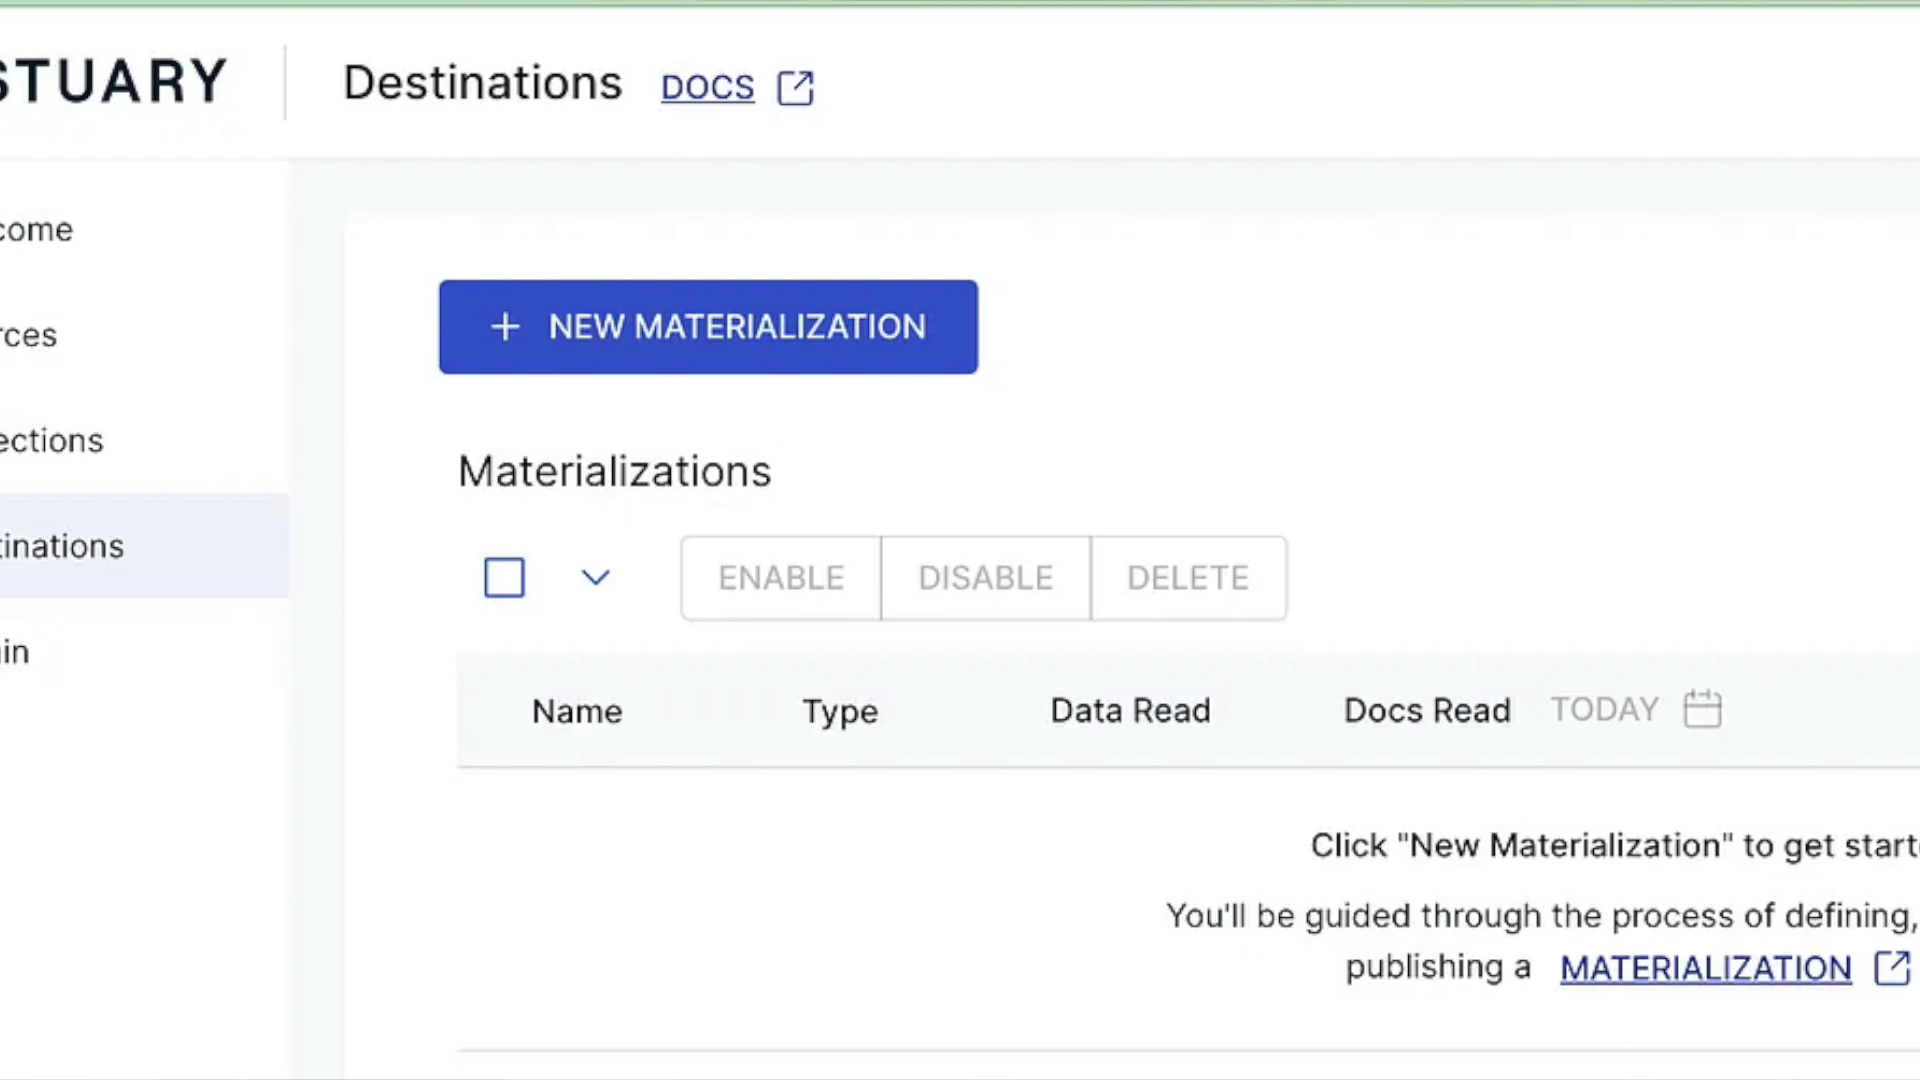 STUARY
Destinations DOCS
come
rces
ections
tinations
in
+ NEW MATERIALIZATION
Materializations
ENABLE DISABLE DELETE
Name Type Data Read Docs Read TODAY
Click "New Materialization" to get start
You'll be guided through the process of defining,
publishing a MATERIALIZATION